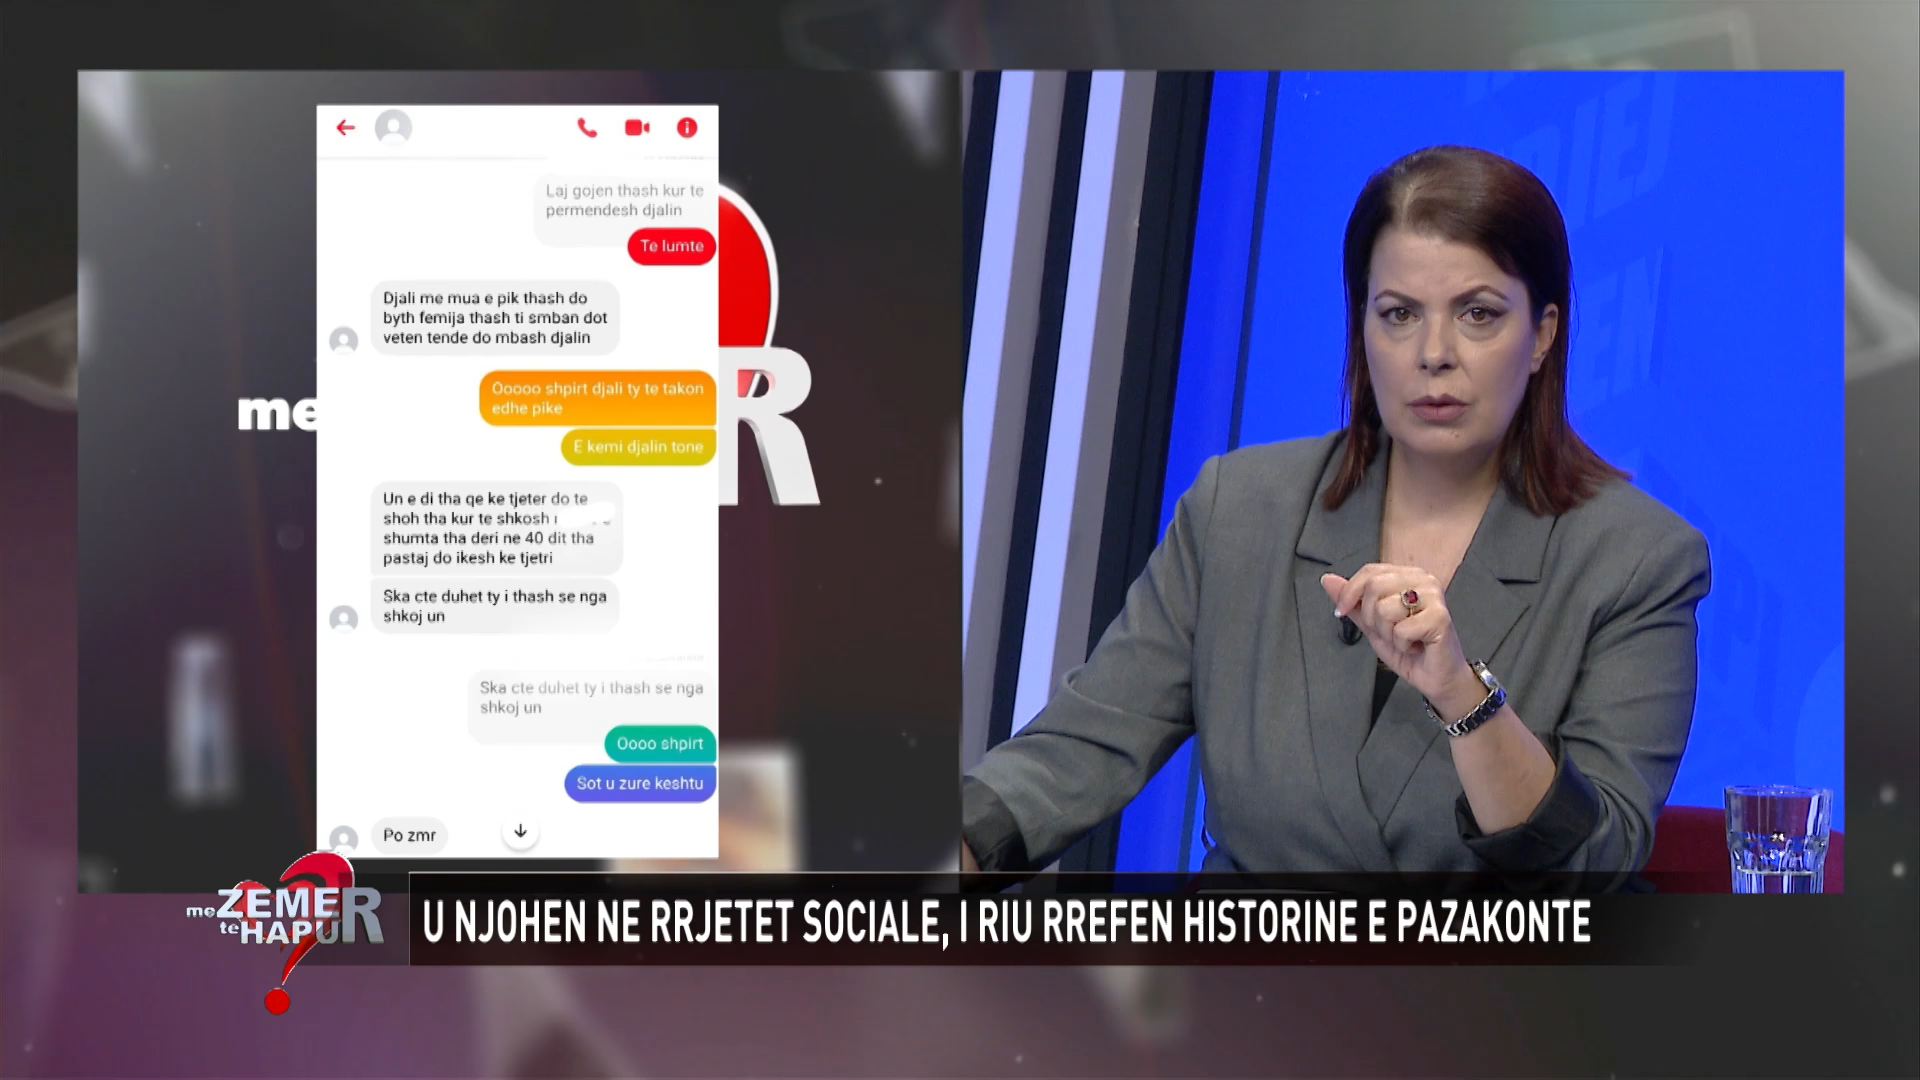 Laj gojen thash kur te
permendesh djalin
Te lumte
Djali me mua e pik thash do
byth femija thash ti smban dot
veten tende do mbash djalin
Ooooo shpirt djali ty te takon
edhe pike
E kemi djalin tone
Un e di tha qe ke tjeter do te
shoh tha kur te shkosh
shumta tha deri ne 40 dit tha
pastaj do ikesh ke tjetri
Ska cte duhet ty i thash se nga
shkoj un
Ska cte duhet ty i thash se nga
shkoj un
Oooo shpirt
Sot u zure keshtu
Po zmr
me
R
me ZEMER
te HAPUR
U NJOHEN NE RRJETET SOCIALE, I RIU RREFEN HISTORINE E PAZAKONTE